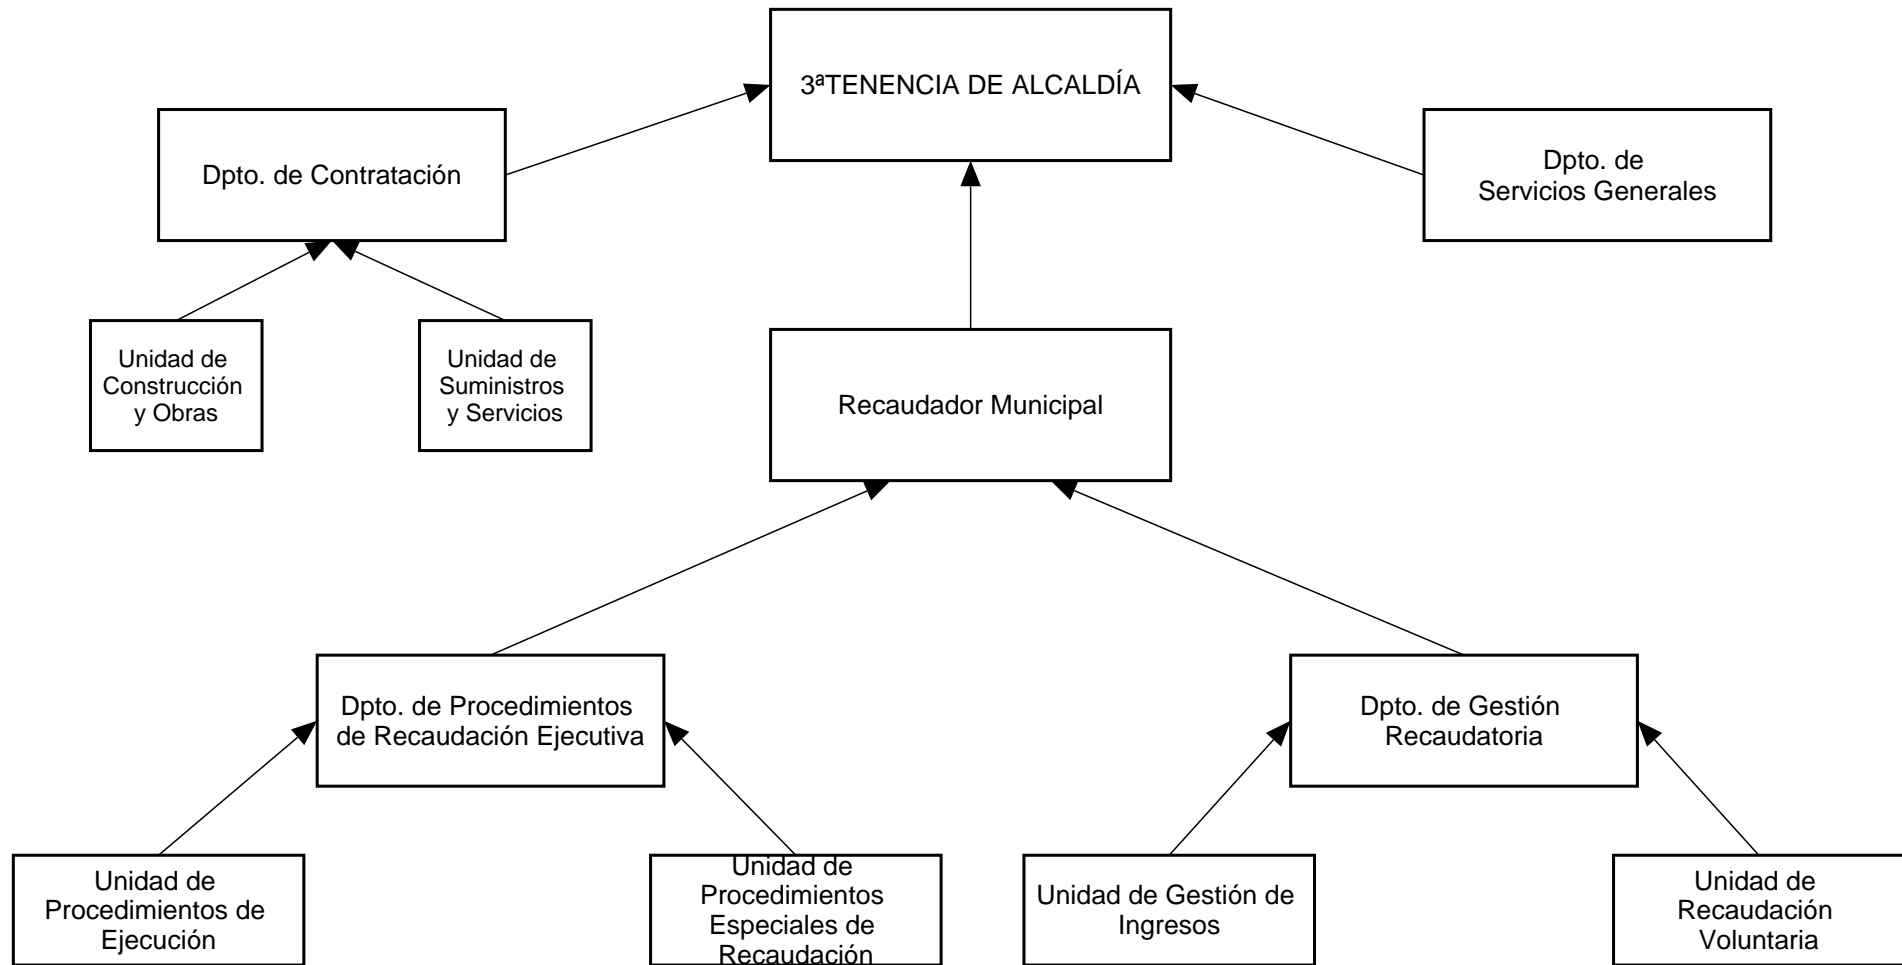 3ªTENENCIA DE ALCALDÍA
Dpto. de Contratación
Dpto. de
Servicios Generales
Unidad de
Construcción
y Obras
Unidad de
Suministros
y Servicios
Recaudador Municipal
Dpto. de Procedimientos
de Recaudación Ejecutiva
Dpto. de Gestión
Recaudatoria
Unidad de
Procedimientos de
Ejecución
Unidad de
Procedimientos
Especiales de
Recaudación
Unidad de Gestión de
Ingresos
Unidad de
Recaudación
Voluntaria